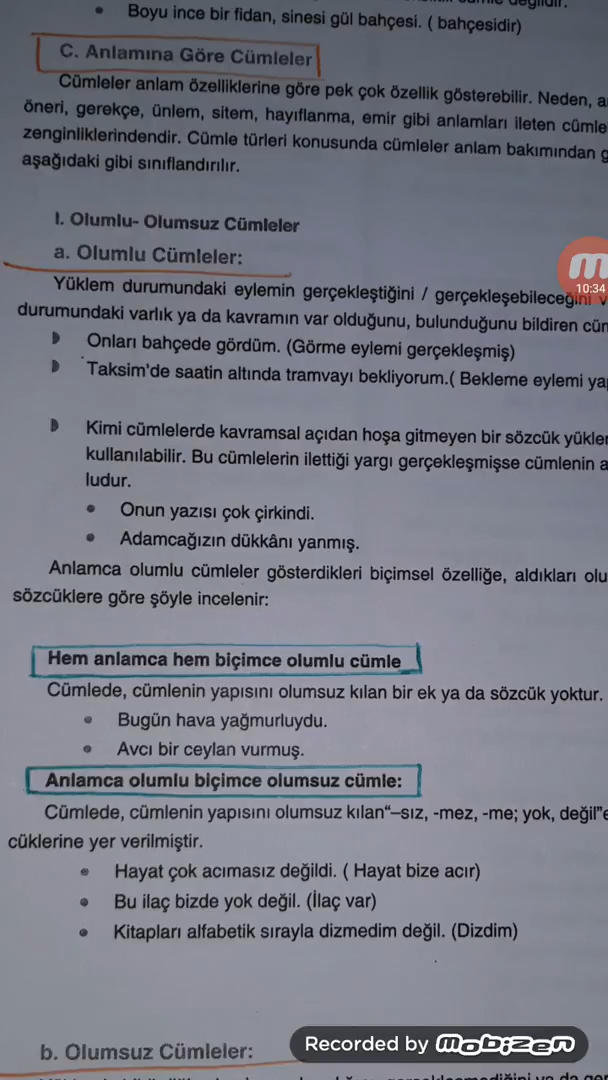 Boyu ince bir fidan, sinesi gül bahçesi. ( bahçesidir)
C. Anlamına Göre Cümleler
Cümleler anlam özelliklerine göre pek çok özellik gösterebilir. Neden,
öneri, gerekçe, ünlem, sitem, hayıflanma, emir gibi anlamları ileten cümle
zenginliklerindendir. Cümle türleri konusunda cümleler anlam bakımından
aşağıdaki gibi sınıflandırılır.
I. Olumlu- Olumsuz Cümleler
a. Olumlu Cümleler:
10:34
Yüklem durumundaki eylemin gerçekleştiğini / gerçekleşebileceğini
durumundaki varlık ya da kavramın var olduğunu, bulunduğunu bildiren cüm
Onları bahçede gördüm. (Görme eylemi gerçekleşmiş)
Taksim'de saatin altında tramvayı bekliyorum.( Bekleme eylemi
Kimi cümlelerde kavramsal açıdan hoşa gitmeyen bir sözcük yüklem
kullanılabilir. Bu cümlelerin ilettiği yargı gerçekleşmişse cümlenin a
ludur.
Onun yazısı çok çirkindi.
Adamcağızın dükkânı yanmış.
Anlamca olumlu cümleler gösterdikleri biçimsel özelliğe, aldıkları olu
sözcüklere göre şöyle incelenir:
Hem anlamca hem biçimce olumlu cümle
Cümlede, cümlenin yapısını olumsuz kılan bir ek ya da sözcük yoktur.
Bugün hava yağmurluydu.
Avcı bir ceylan vurmuş.
Anlamca olumlu biçimce olumsuz cümle:
Cümlede, cümlenin yapısını olumsuz kılan“–sız, -mez, -me; yok, değil”e
cüklerine yer verilmiştir.
Hayat çok acımasız değildi. ( Hayat bize acır)
Bu ilaç bizde yok değil. (İlaç var)
Kitapları alfabetik sırayla dizmedim değil. (Dizdim)
b. Olumsuz Cümleler:
Recorded by mobizen